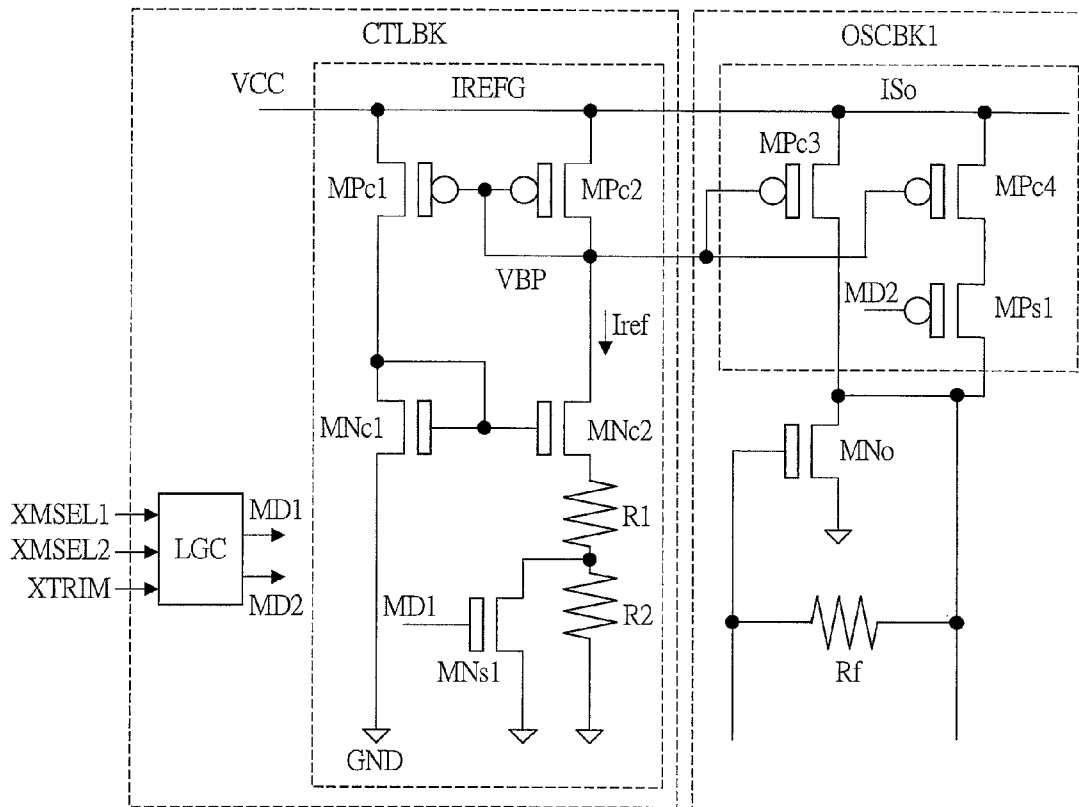 CTLBK
OSCBK1
VCC
IREFG
ISo
MPc3
MPc1
MPc2
MPc4
VBP
MD2
MPs1
Iref
MNc1
MNc2
MNo
XMSEL1
MD1
R1
XMSEL2
LGC
XTRIM
MD2
MD1
R2
MNs1
Rf
GND